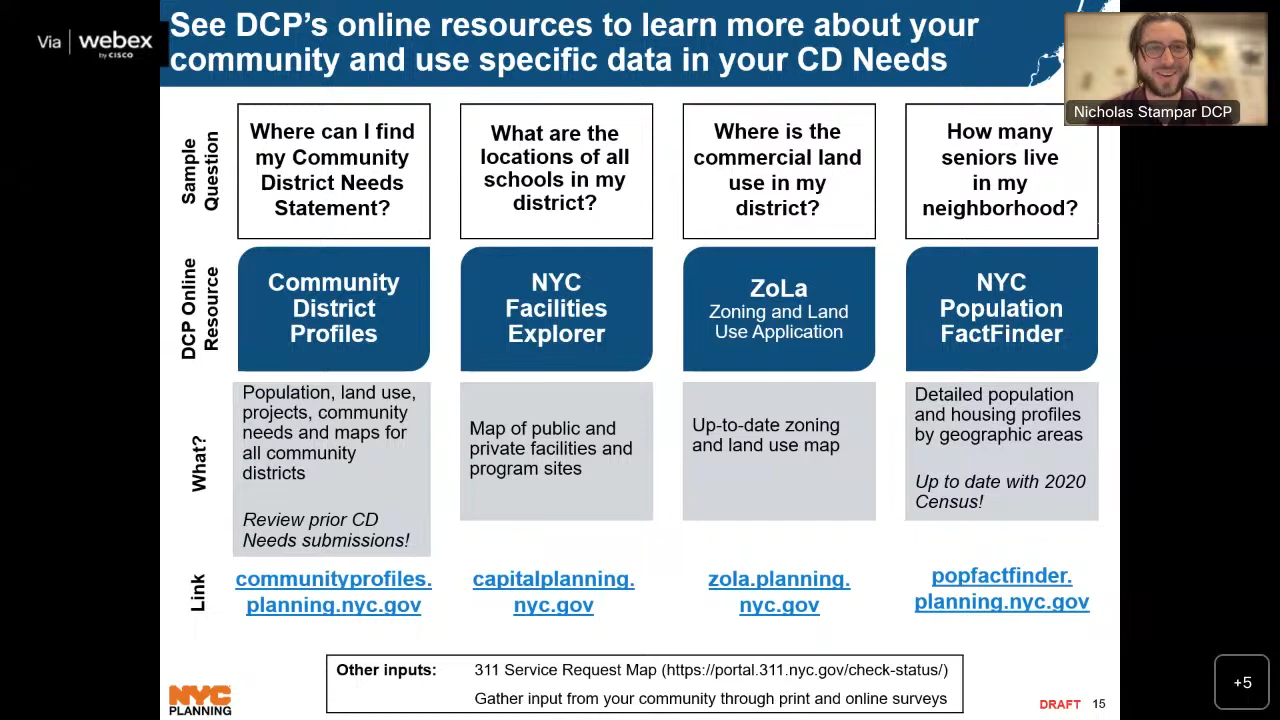 Via | webex
by CISCO
See DCP's online resources to learn more about your
community and use specific data in your CD Needs
Nicholas Stampar DCP
Sample
Question
Where can I find
my Community
District Needs
Statement?
What are the
locations of all
schools in my
district?
Where is the
commercial land
use in my
district?
How many
seniors live
in my
neighborhood?
DCP Online
Resource
Community
District
Profiles
NYC
Facilities
Explorer
ZoLa
Zoning and Land
Use Application
NYC
Population
FactFinder
What?
Population, land use,
projects, community
needs and maps for
all community
districts
Review prior CD
Needs submissions!
Map of public and
private facilities and
program sites
Up-to-date zoning
and land use map
Detailed population
and housing profiles
by geographic areas
Up to date with 2020
Census!
Link
communityprofiles.
planning.nyc.gov
capitalplanning.
nyc.gov
zola.planning.
nyc.gov
popfactfinder.
planning.nyc.gov
Other inputs: 311 Service Request Map (https://portal.311.nyc.gov/check-status/)
Gather input from your community through print and online surveys
NYC
PLANNING
DRAFT 15
+5